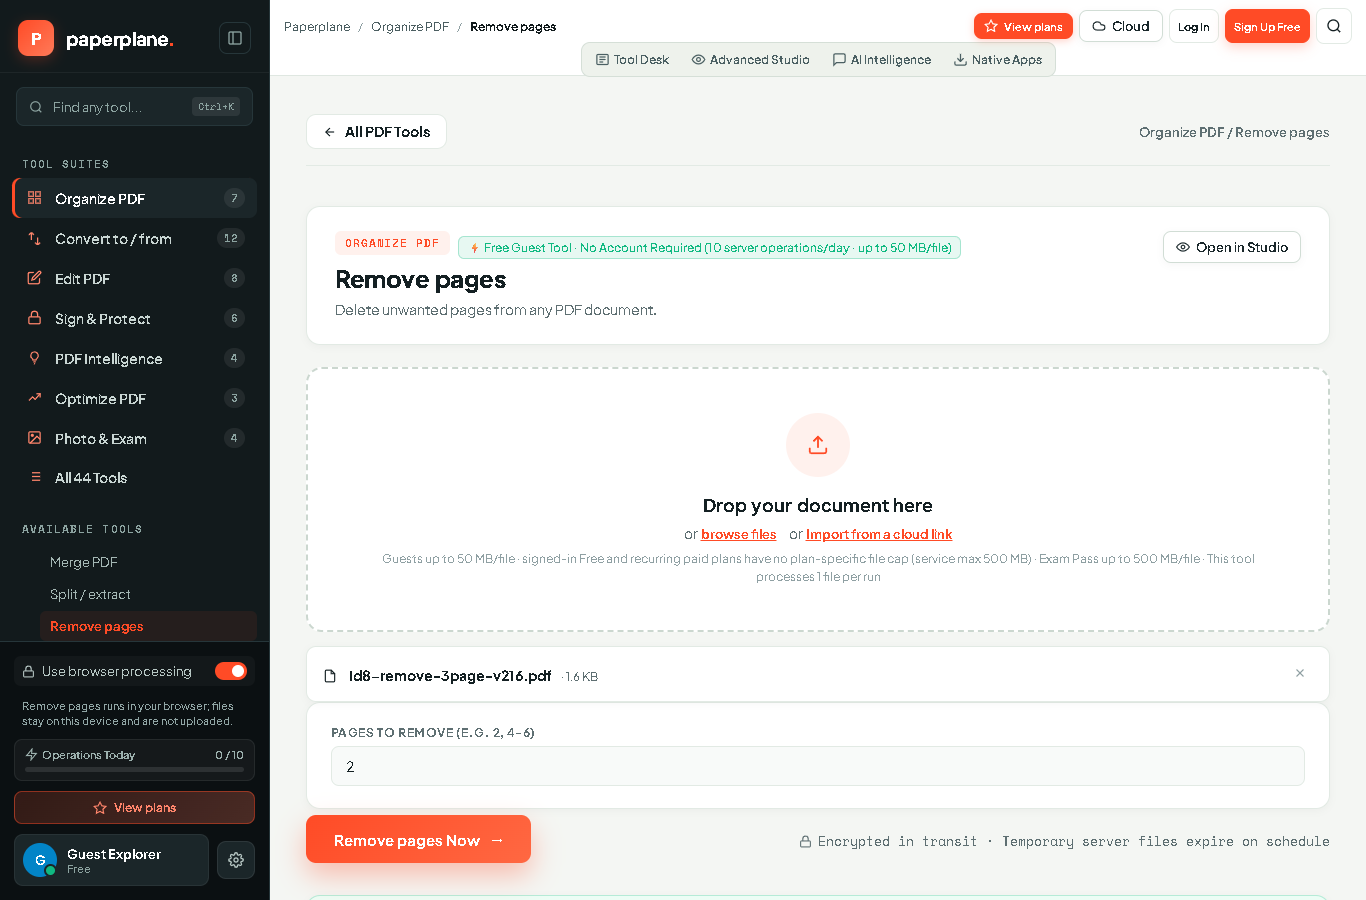 P paperplane.
Find any tool... Ctrl+K
TOOL SUITES
Organize PDF 7
Convert to / from 12
Edit PDF 8
Sign & Protect 6
PDF Intelligence 4
Optimize PDF 3
Photo & Exam 4
All 44 Tools
AVAILABLE TOOLS
Merge PDF
Split / extract
Remove pages
Use browser processing
Remove pages runs in your browser; files
stay on this device and are not uploaded.
Operations Today 0 / 10
View plans
G Guest Explorer
Free
Paperplane / Organize PDF / Remove pages
View plans Cloud Log In Sign Up Free
Tool Desk Advanced Studio AI Intelligence Native Apps
← All PDF Tools Organize PDF / Remove pages
ORGANIZE PDF Free Guest Tool · No Account Required (10 server operations/day · up to 50 MB/file) Open in Studio
Remove pages
Delete unwanted pages from any PDF document.
Drop your document here
or browse files or Import from a cloud link
Guests up to 50 MB/file · signed-in Free and recurring paid plans have no plan-specific file cap (service max 500 MB) · Exam Pass up to 500 MB/file · This tool
processes 1 file per run
ld8-remove-3page-v216.pdf · 1.6 KB ×
PAGES TO REMOVE (E.G. 2, 4-6)
2
Remove pages Now → Encrypted in transit · Temporary server files expire on schedule